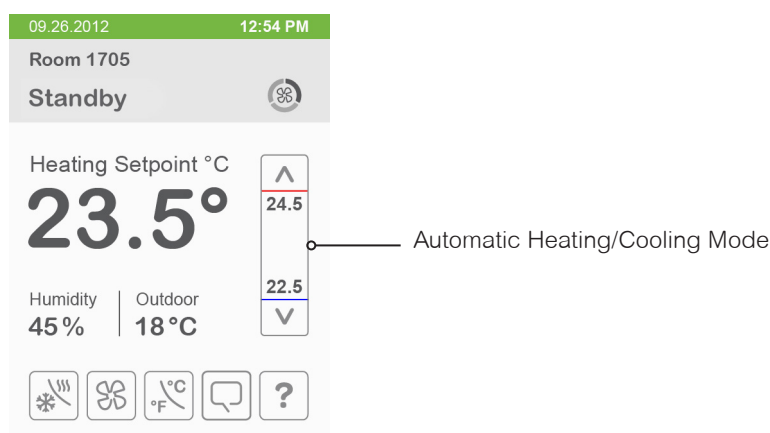 09.26.2012 12:54 PM
Room 1705
Standby
Heating Setpoint °C
23.5°
24.5
Automatic Heating/Cooling Mode
22.5
Humidity Outdoor
45% 18°C
°F °C ?